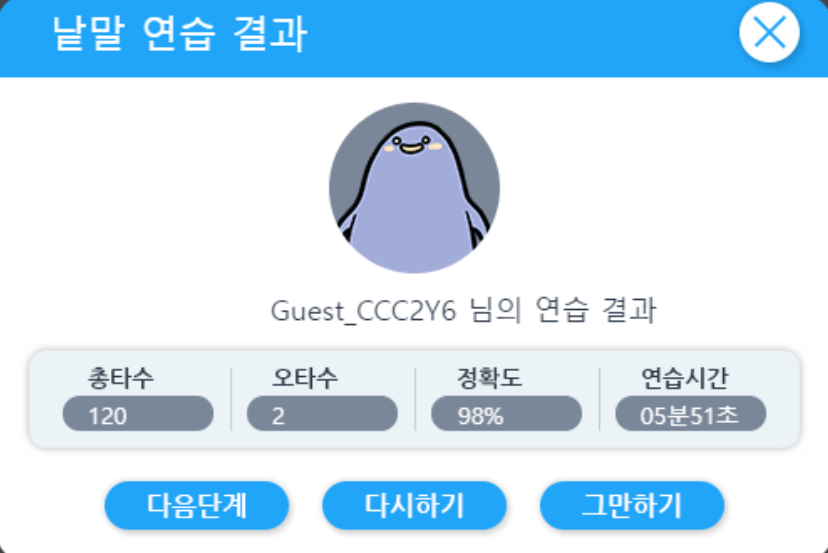 낱말 연습 결과
Guest_CCC2Y6 님의 연습 결과
총타수 오타수 정확도 연습시간
120 2 98% 05분51초
다음단계 다시하기 그만하기